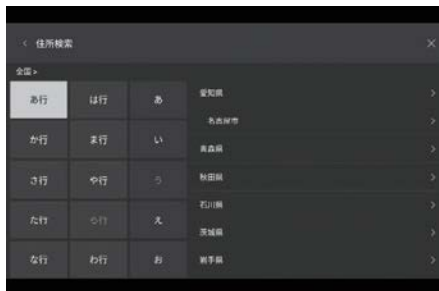 住所検索
全国>
あ行 は行 あ
か行 ま行 い
さ行 や行 う
た行 ら行 え
な行 わ行 お
愛知県
名古屋市
青森県
秋田県
石川県
茨城県
岩手県